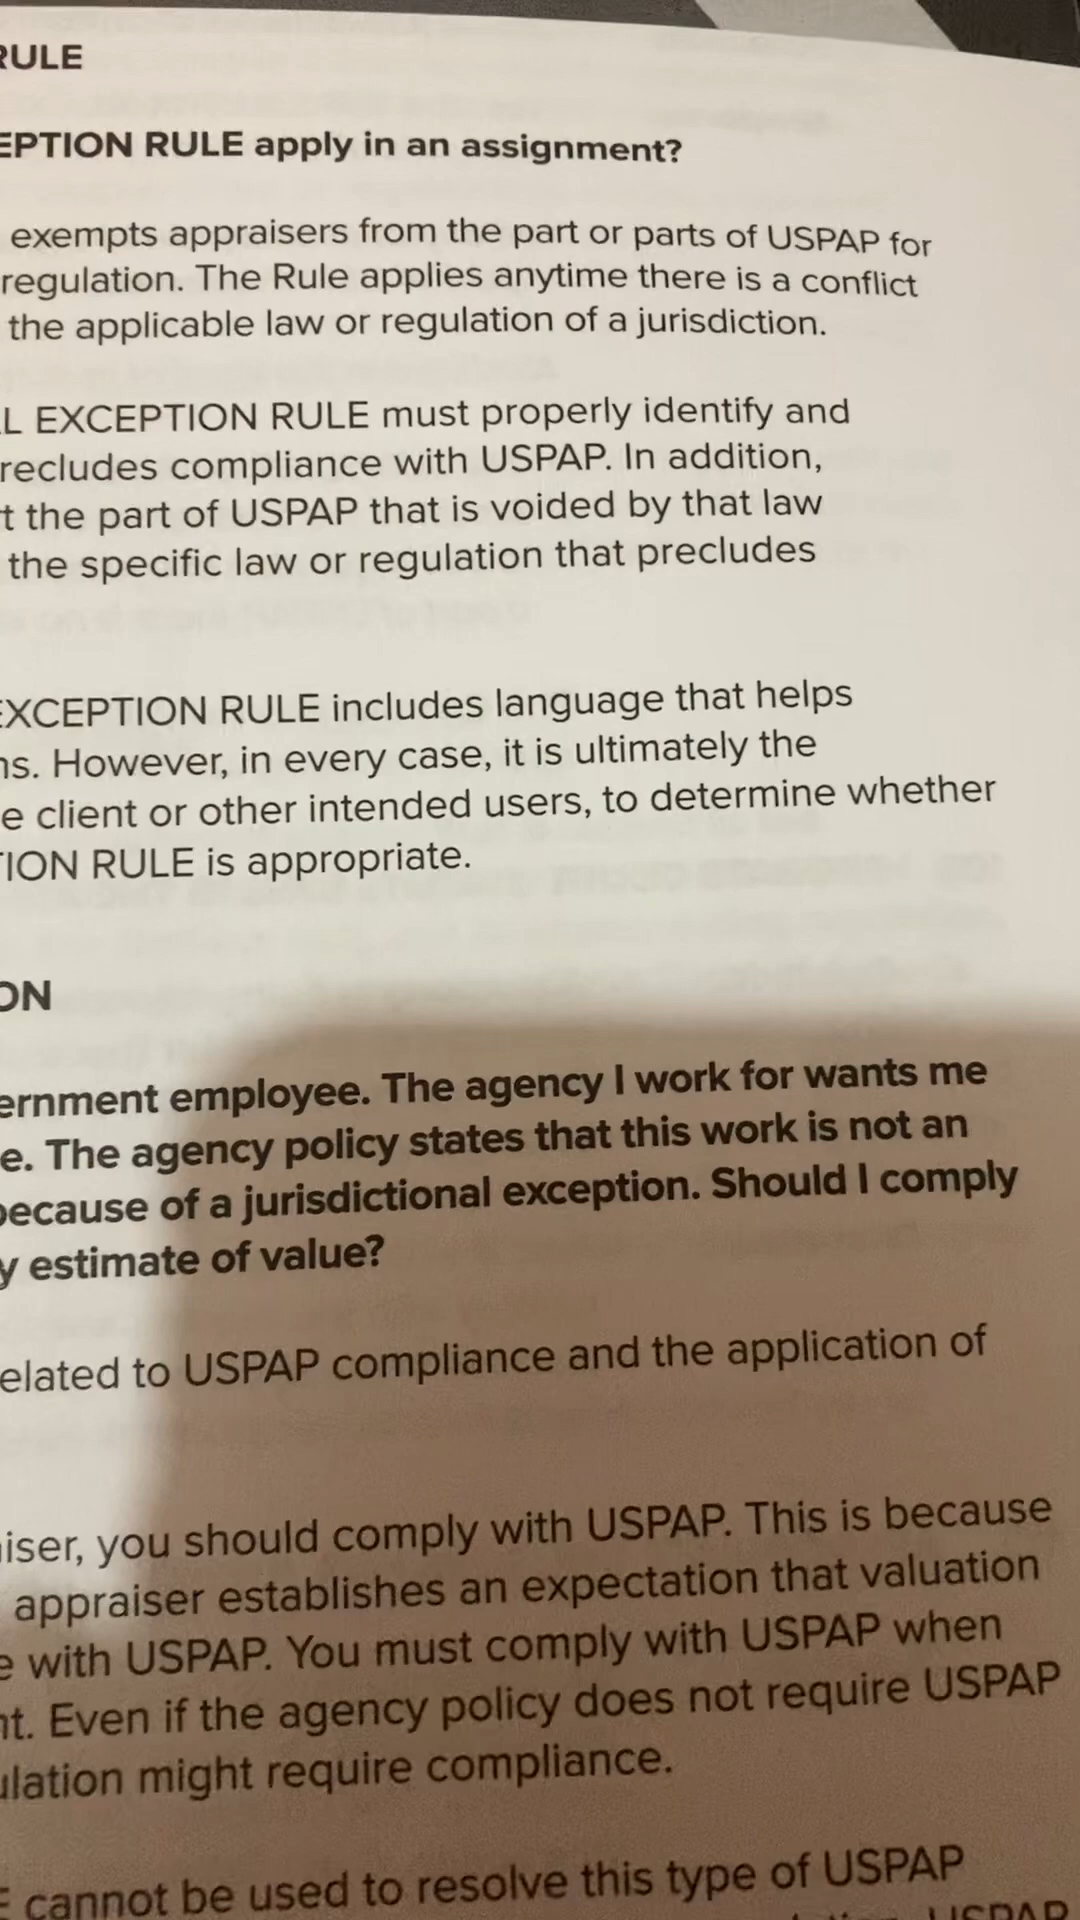 RULE
EPTION RULE apply in an assignment?
exempts appraisers from the part or parts of USPAP for
regulation. The Rule applies anytime there is a conflict
the applicable law or regulation of a jurisdiction.
L EXCEPTION RULE must properly identify and
recludes compliance with USPAP. In addition,
t the part of USPAP that is voided by that law
the specific law or regulation that precludes
EXCEPTION RULE includes language that helps
ns. However, in every case, it is ultimately the
e client or other intended users, to determine whether
TION RULE is appropriate.
ON
ernment employee. The agency I work for wants me
e. The agency policy states that this work is not an
because of a jurisdictional exception. Should I comply
y estimate of value?
elated to USPAP compliance and the application of
iser, you should comply with USPAP. This is because
appraiser establishes an expectation that valuation
e with USPAP. You must comply with USPAP when
nt. Even if the agency policy does not require USPAP
ulation might require compliance.
E cannot be used to resolve this type of USPAP
USPAP